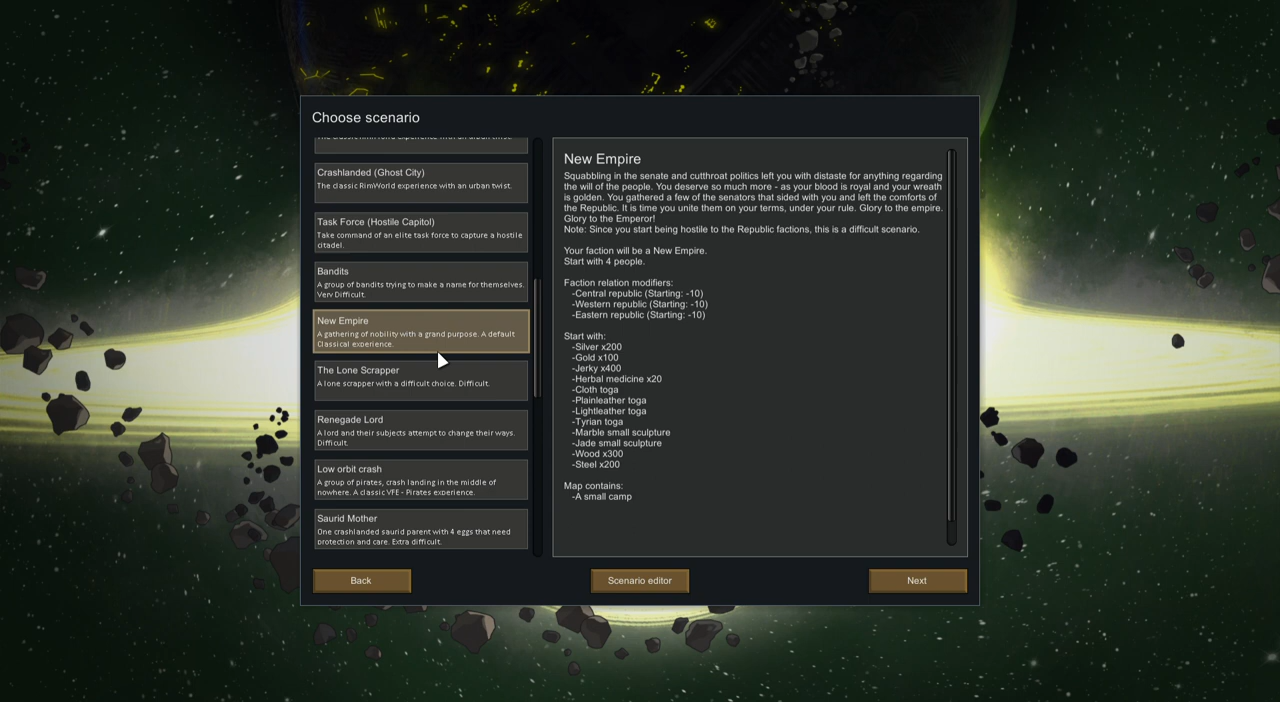 Choose scenario
The classic RimWorld experience with an urban twist.
Crashlanded (Ghost City)
The classic RimWorld experience with an urban twist.
Task Force (Hostile Capitol)
Take command of an elite task force to capture a hostile
citadel.
Bandits
A group of bandits trying to make a name for themselves.
Very Difficult.
New Empire
A gathering of nobility with a grand purpose. A default
Classical experience.
The Lone Scrapper
A lone scrapper with a difficult choice. Difficult.
Renegade Lord
A lord and their subjects attempt to change their ways.
Difficult.
Low orbit crash
A group of pirates, crash landing in the middle of
nowhere. A classic VFE - Pirates experience.
Saurid Mother
One crashlanded saurid parent with 4 eggs that need
protection and care. Extra difficult.
New Empire
Squabbling in the senate and cutthroat politics left you with distaste for anything regarding
the will of the people. You deserve so much more - as your blood is royal and your wreath
is golden. You gathered a few of the senators that sided with you and left the comforts of
the Republic. It is time you unite them on your terms, under your rule. Glory to the empire.
Glory to the Emperor!
Note: Since you start being hostile to the Republic factions, this is a difficult scenario.
Your faction will be a New Empire.
Start with 4 people.
Faction relation modifiers:
-Central republic (Starting: -10)
-Western republic (Starting: -10)
-Eastern republic (Starting: -10)
Start with:
-Silver x200
-Gold x100
-Jerky x400
-Herbal medicine x20
-Cloth toga
-Plainleather toga
-Lightleather toga
-Tyrian toga
-Marble small sculpture
-Jade small sculpture
-Wood x300
-Steel x200
Map contains:
-A small camp
Back
Scenario editor
Next